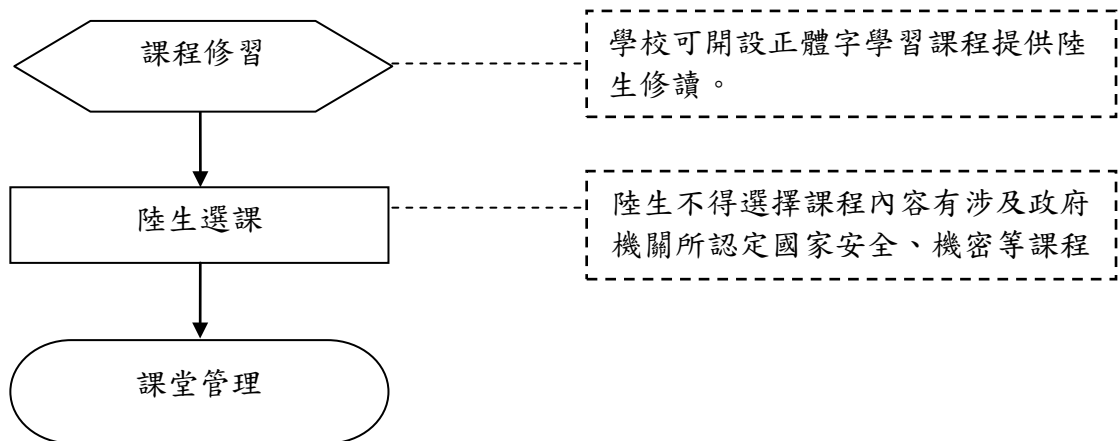 課程修習
學校可開設正體字學習課程提供陸
生修讀。
陸生選課
陸生不得選擇課程內容有涉及政府
機關所認定國家安全、機密等課程
課堂管理